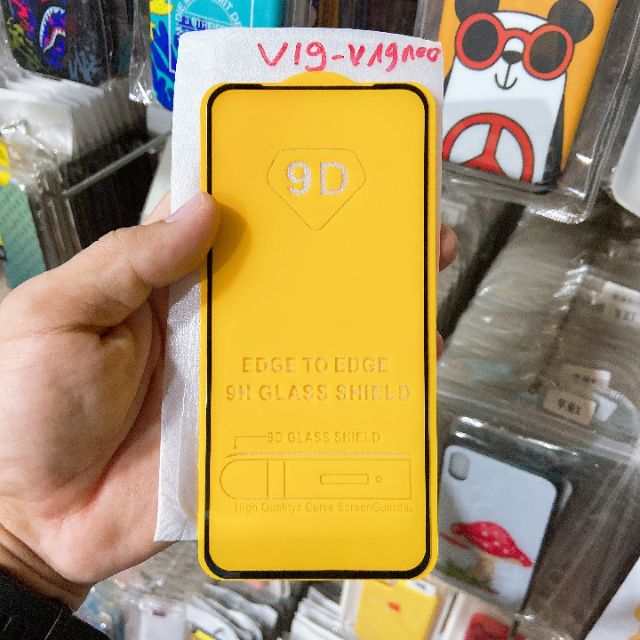 V19-V19neo
9D
EDGE TO EDGE
9H GLASS SHIELD
9D GLASS SHIELD
High Qualityz Curve ScreenGuards.